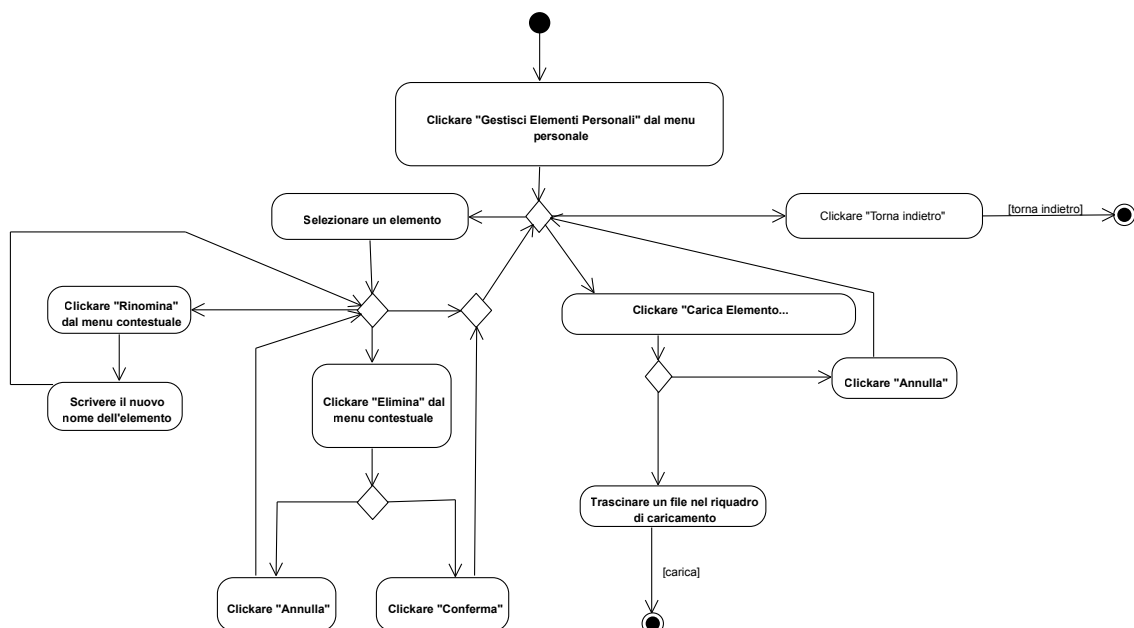 Clickare "Gestisci Elementi Personali" dal menu
personale
Selezionare un elemento
Clickare "Torna indietro"
[torna indietro]
Clickare "Rinomina"
dal menu contestuale
Clickare "Carica Elemento...
Scrivere il nuovo
nome dell'elemento
Clickare "Elimina" dal
menu contestuale
Clickare "Annulla"
Trascinare un file nel riquadro
di caricamento
[carica]
Clickare "Annulla"
Clickare "Conferma"